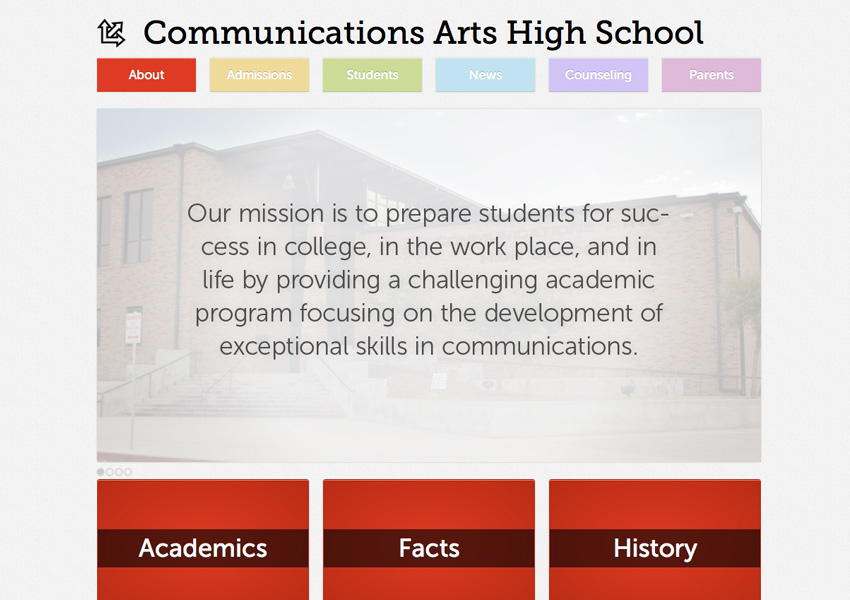 Communications Arts High School
About Admissions Students News Counseling Parents
Our mission is to prepare students for suc-
cess in college, in the work place, and in
life by providing a challenging academic
program focusing on the development of
exceptional skills in communications.
Academics Facts History